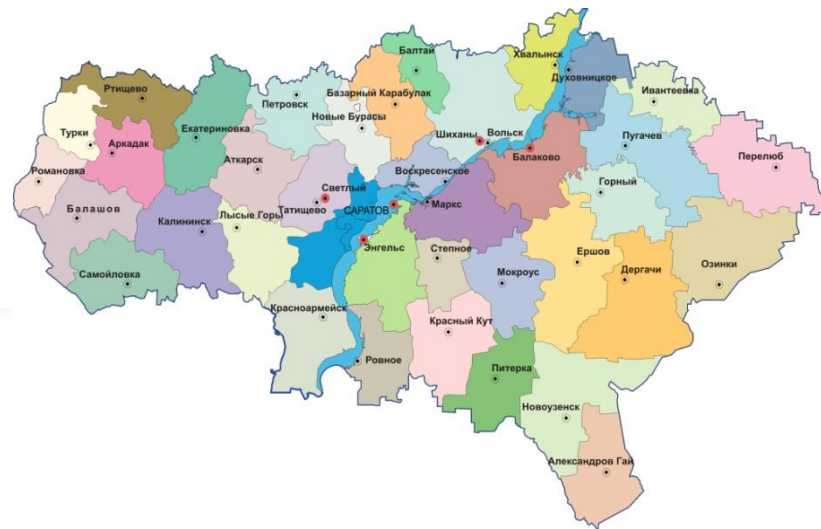 Балтай
Хвалынск
Духовницкое
Ртищево
Базарный Карабулак
Ивантеевка
Петровск
Новые Бурасы
Турки
Аркадак
Екатериновка
Шиханы
Вольск
Пугачев
Балаково
Перелюб
Аткарск
Воскресенское
Романовка
Светлый
Горный
Татищево
САРАТОВ
Маркс
Балашов
Калининск
Лысые Горы
Энгельс
Степное
Ершов
Озинки
Самойловка
Мокроус
Дергачи
Красноармейск
Красный Кут
Ровное
Питерка
Новоузенск
Александров Гай